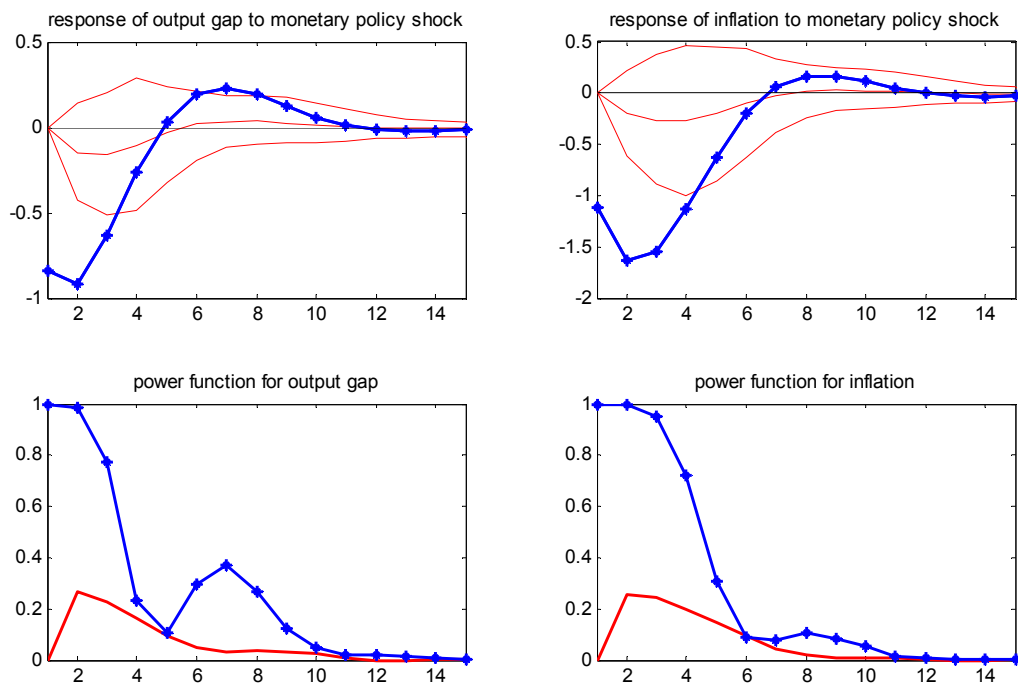 response of output gap to monetary policy shock
0.5
0
-0.5
-1
2 4 6 8 10 12 14
response of inflation to monetary policy shock
0.5
0
-0.5
-1
-1.5
-2
2 4 6 8 10 12 14
power function for output gap
1
0.8
0.6
0.4
0.2
0
2 4 6 8 10 12 14
power function for inflation
1
0.8
0.6
0.4
0.2
0
2 4 6 8 10 12 14